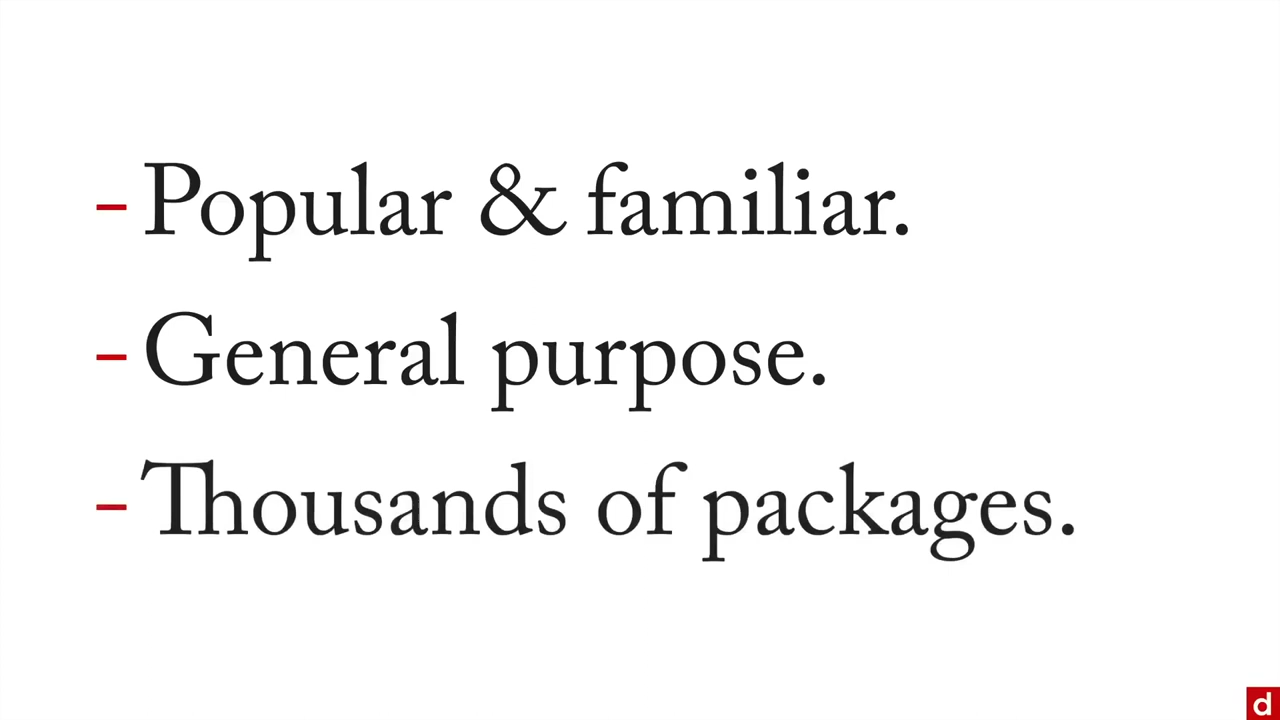 - Popular & familiar.
- General purpose.
- Thousands of packages.
d